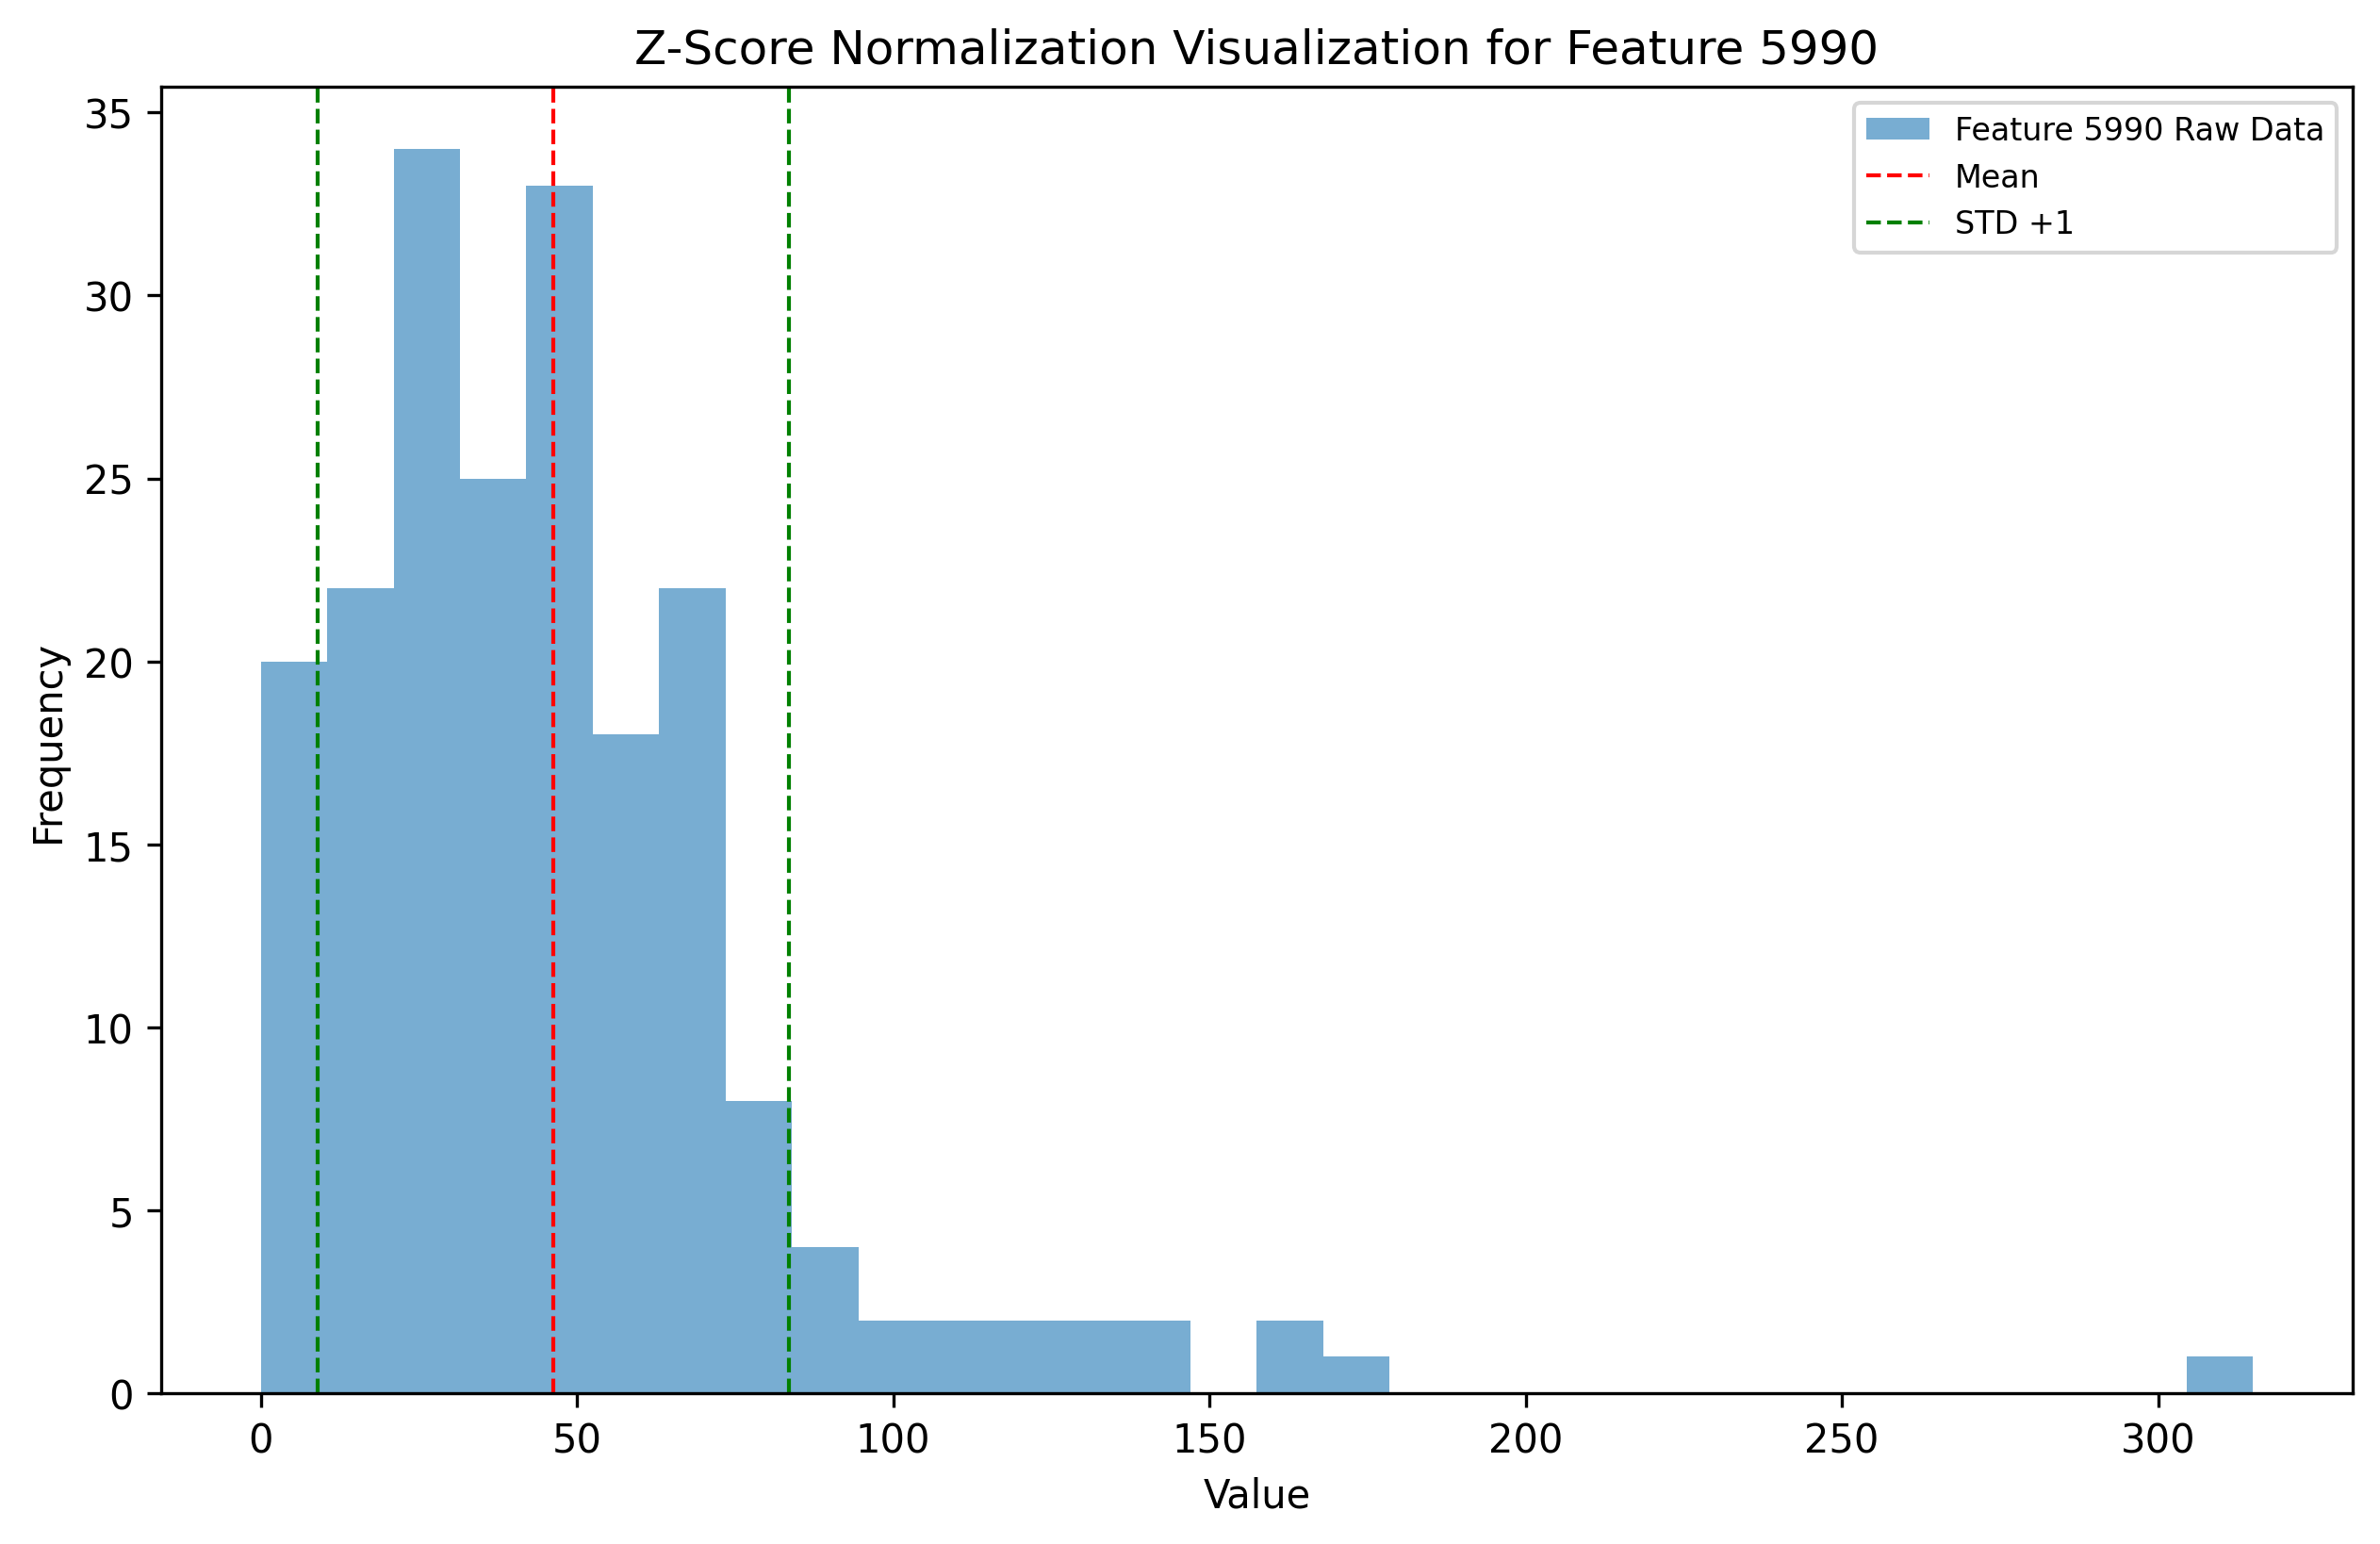 Z-Score Normalization Visualization for Feature 5990
Feature 5990 Raw Data
Mean
STD +1
Frequency
35
30
25
20
15
10
5
0
0 50 100 150 200 250 300
Value